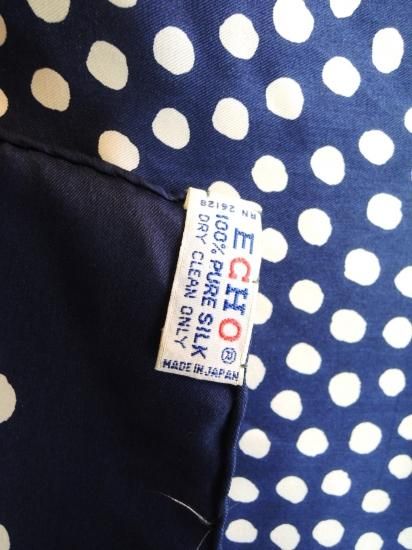 RN 26128
ECHO®
100% PURE SILK
DRY CLEAN ONLY
MADE IN JAPAN